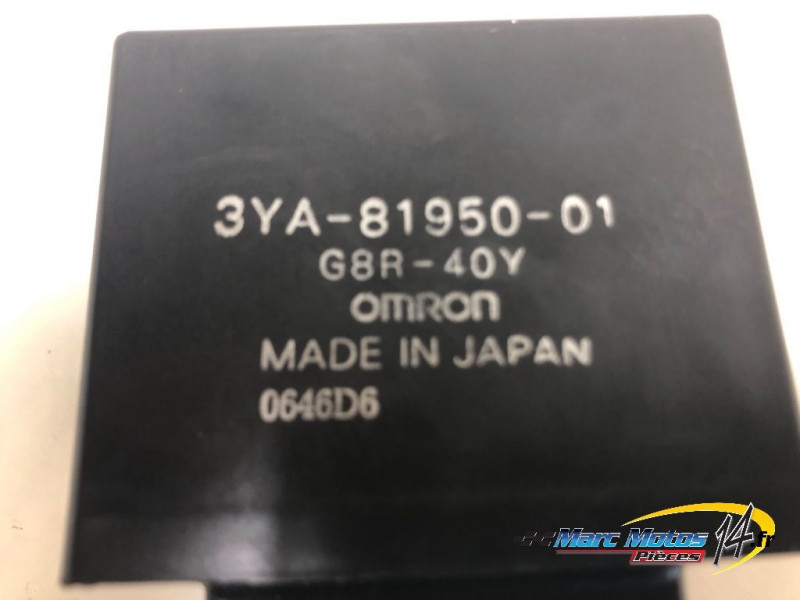 3YA-81950-01
G8R-40Y
omron
MADE IN JAPAN
0646D6
Marc Motos 14.fr
Pièces